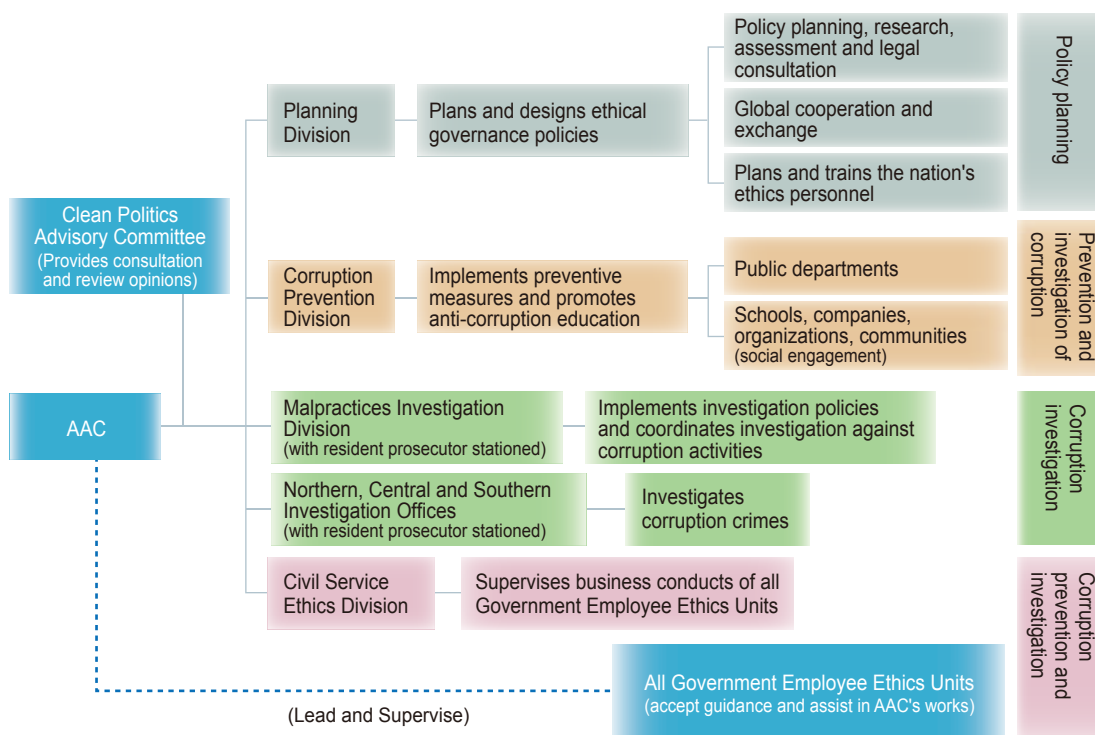 Clean Politics
Advisory Committee
(Provides consultation
and review opinions)
AAC
Planning
Division
Plans and designs ethical
governance policies
Policy planning, research,
assessment and legal
consultation
Global cooperation and
exchange
Plans and trains the nation's
ethics personnel
Policy planning
Corruption
Prevention
Division
Implements preventive
measures and promotes
anti-corruption education
Public departments
Schools, companies,
organizations, communities
(social engagement)
Prevention and
investigation of
corruption
Malpractices Investigation
Division
(with resident prosecutor stationed)
Implements investigation policies
and coordinates investigation against
corruption activities
Northern, Central and Southern
Investigation Offices
(with resident prosecutor stationed)
Investigates
corruption crimes
Corruption
investigation
Civil Service
Ethics Division
Supervises business conducts of all
Government Employee Ethics Units
Corruption
prevention and
investigation
All Government Employee Ethics Units
(accept guidance and assist in AAC's works)
(Lead and Supervise)